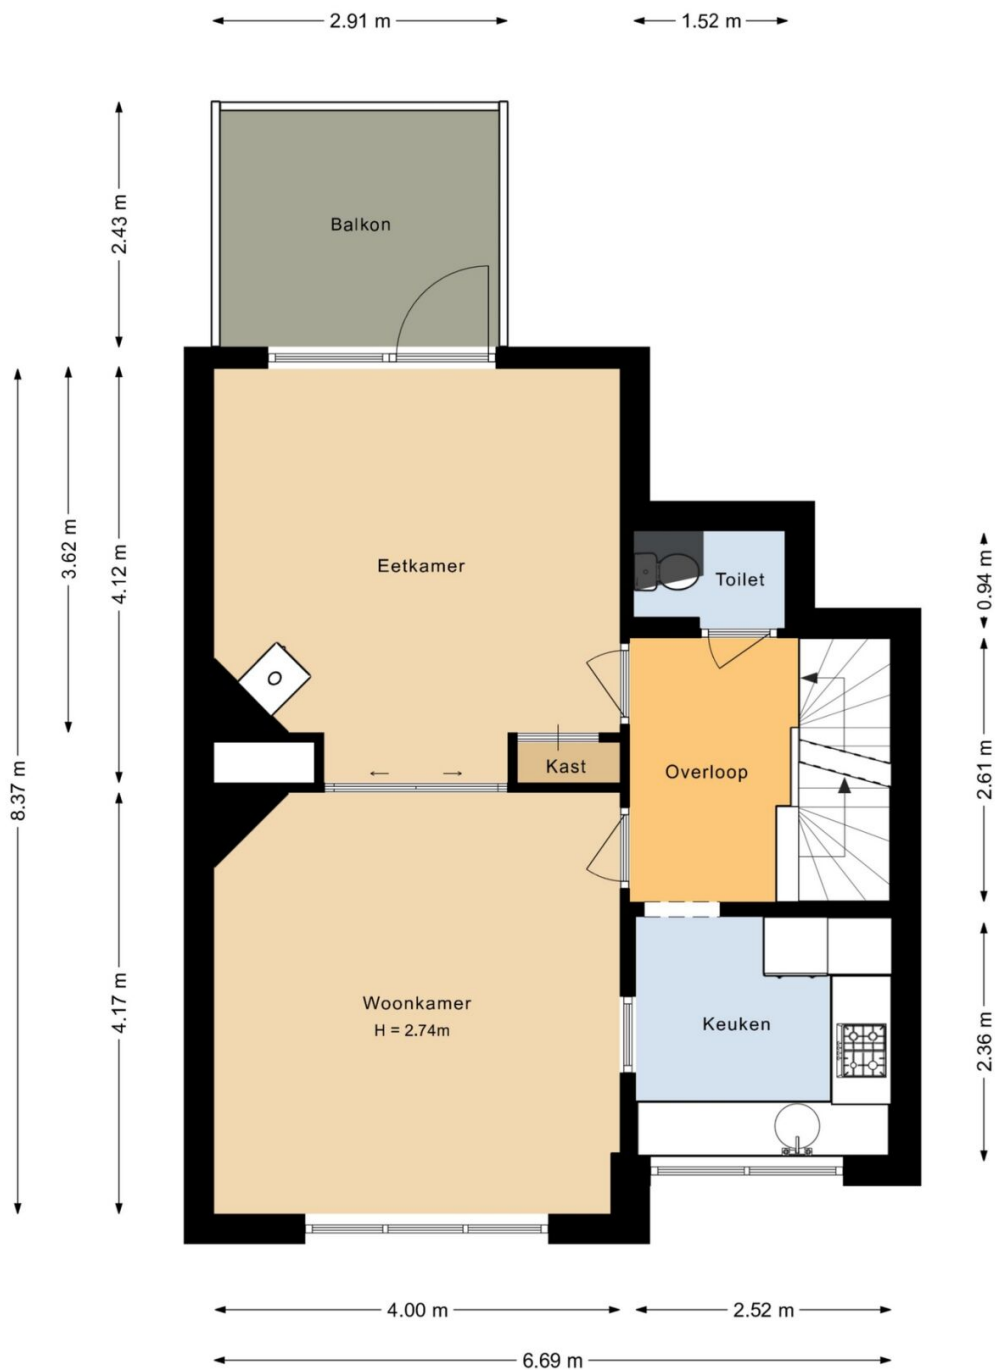 2.91 m
1.52 m
2.43 m
Balkon
3.62 m
4.12 m
Eetkamer
Toilet
0.94 m
8.37 m
Kast
Overloop
2.61 m
4.17 m
Woonkamer
H = 2.74m
Keuken
2.36 m
4.00 m
2.52 m
6.69 m